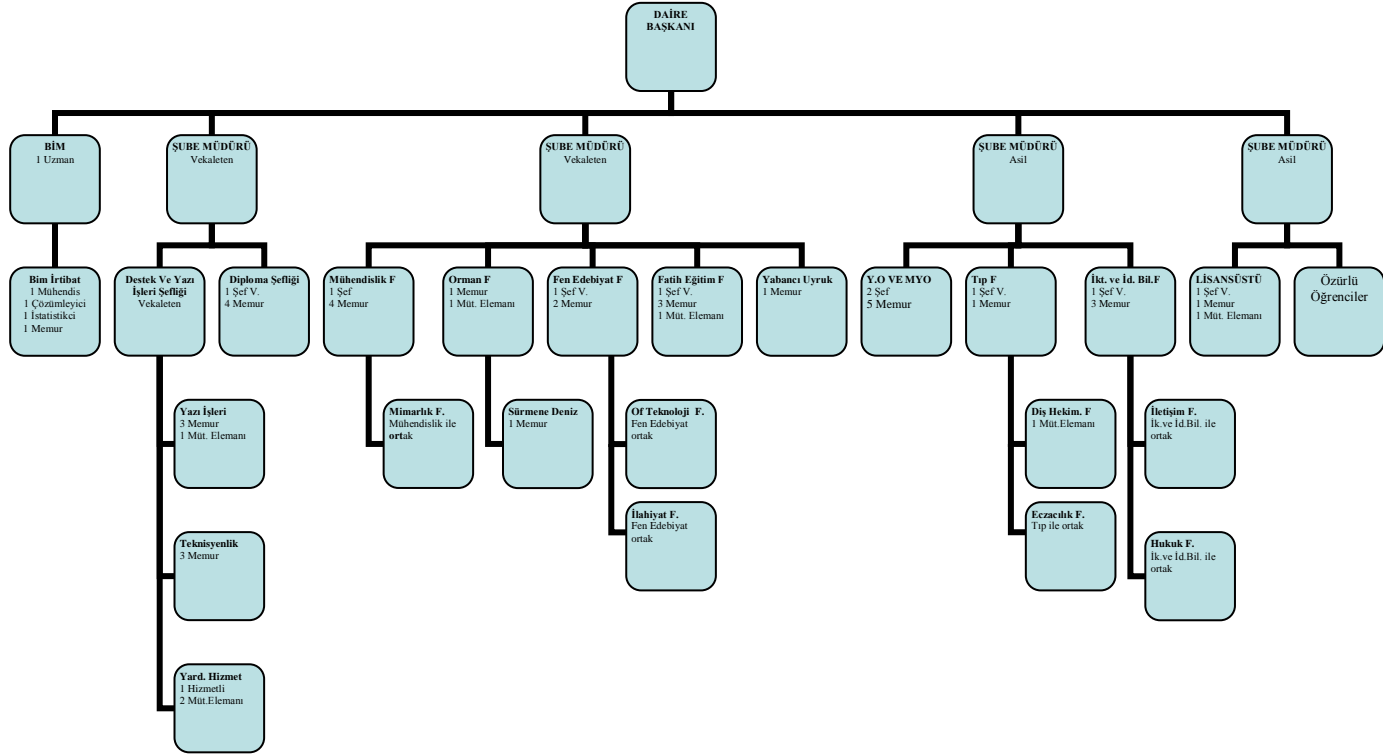 DAİRE
BAŞKANI
BİM
1 Uzman
ŞUBE MÜDÜRÜ
Vekaleten
ŞUBE MÜDÜRÜ
Vekaleten
ŞUBE MÜDÜRÜ
Asil
ŞUBE MÜDÜRÜ
Asil
Bim İrtibat
1 Mühendis
1 Çözümleyici
1 İstatistikci
1 Memur
Destek Ve Yazı
İşleri Şefliği
Vekaleten
Diploma Şefliği
1 Şef V.
4 Memur
Mühendislik F
1 Şef
4 Memur
Orman F
1 Memur
1 Müt. Elemanı
Fen Edebiyat F
1 Şef V.
2 Memur
Fatih Eğitim F
1 Şef V.
3 Memur
1 Müt. Elemanı
Yabancı Uyruk
1 Memur
Y.O VE MYO
2 Şef
5 Memur
Tıp F
1 Şef V.
1 Memur
İkt. ve İd. Bil.F
1 Şef V.
3 Memur
LİSANSÜSTÜ
1 Şef V.
1 Memur
1 Müt. Elemanı
Özürlü
Öğrenciler
Yazı İşleri
3 Memur
1 Müt. Elemanı
Mimarlık F.
Mühendislik ile
ortak
Sürmene Deniz
1 Memur
Of Teknoloji F.
Fen Edebiyat
ortak
Diş Hekim. F
1 Müt.Elemanı
İletişim F.
İk.ve İd.Bil. ile
ortak
İlahiyat F.
Fen Edebiyat
ortak
Eczacılık F.
Tıp ile ortak
Teknisyenlik
3 Memur
Hukuk F.
İk.ve İd.Bil. ile
ortak
Yard. Hizmet
1 Hizmetli
2 Müt.Elemanı